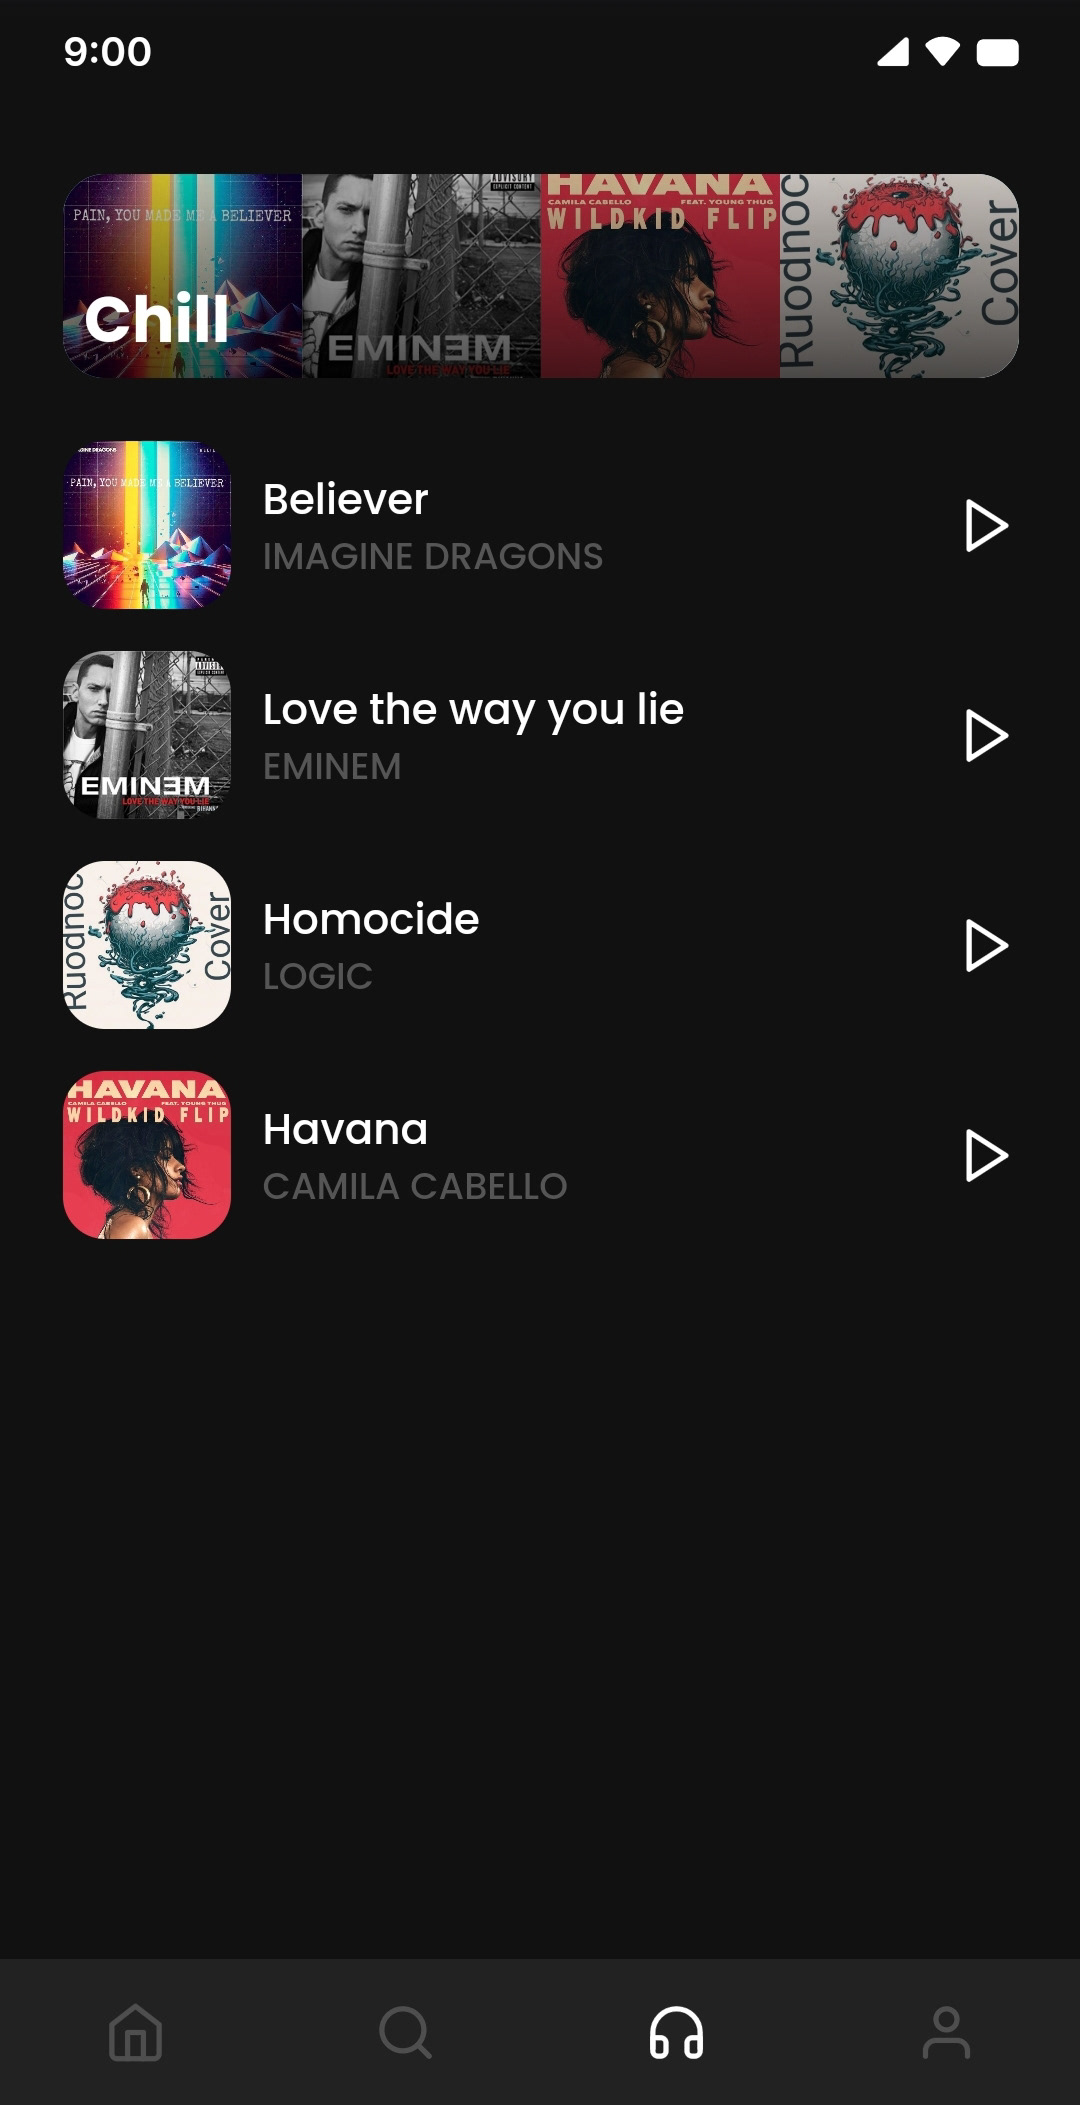 9:00
PAIN, YOU MADE ME A BELIEVER
Chill
EMINƎM
LOVE THE WAY YOU LIE
HAVANA
CAMILA CABELLO FEAT. YOUNG THUG
WILDKID FLIP
Ruodnoc
Cover
PAIN, YOU MADE ME A BELIEVER
Believer
IMAGINE DRAGONS
EMINƎM
LOVE THE WAY YOU LIE
Love the way you lie
EMINEM
Ruodnoc
Cover
Homocide
LOGIC
HAVANA
CAMILA CABELLO FEAT. YOUNG THUG
WILDKID FLIP
Havana
CAMILA CABELLO